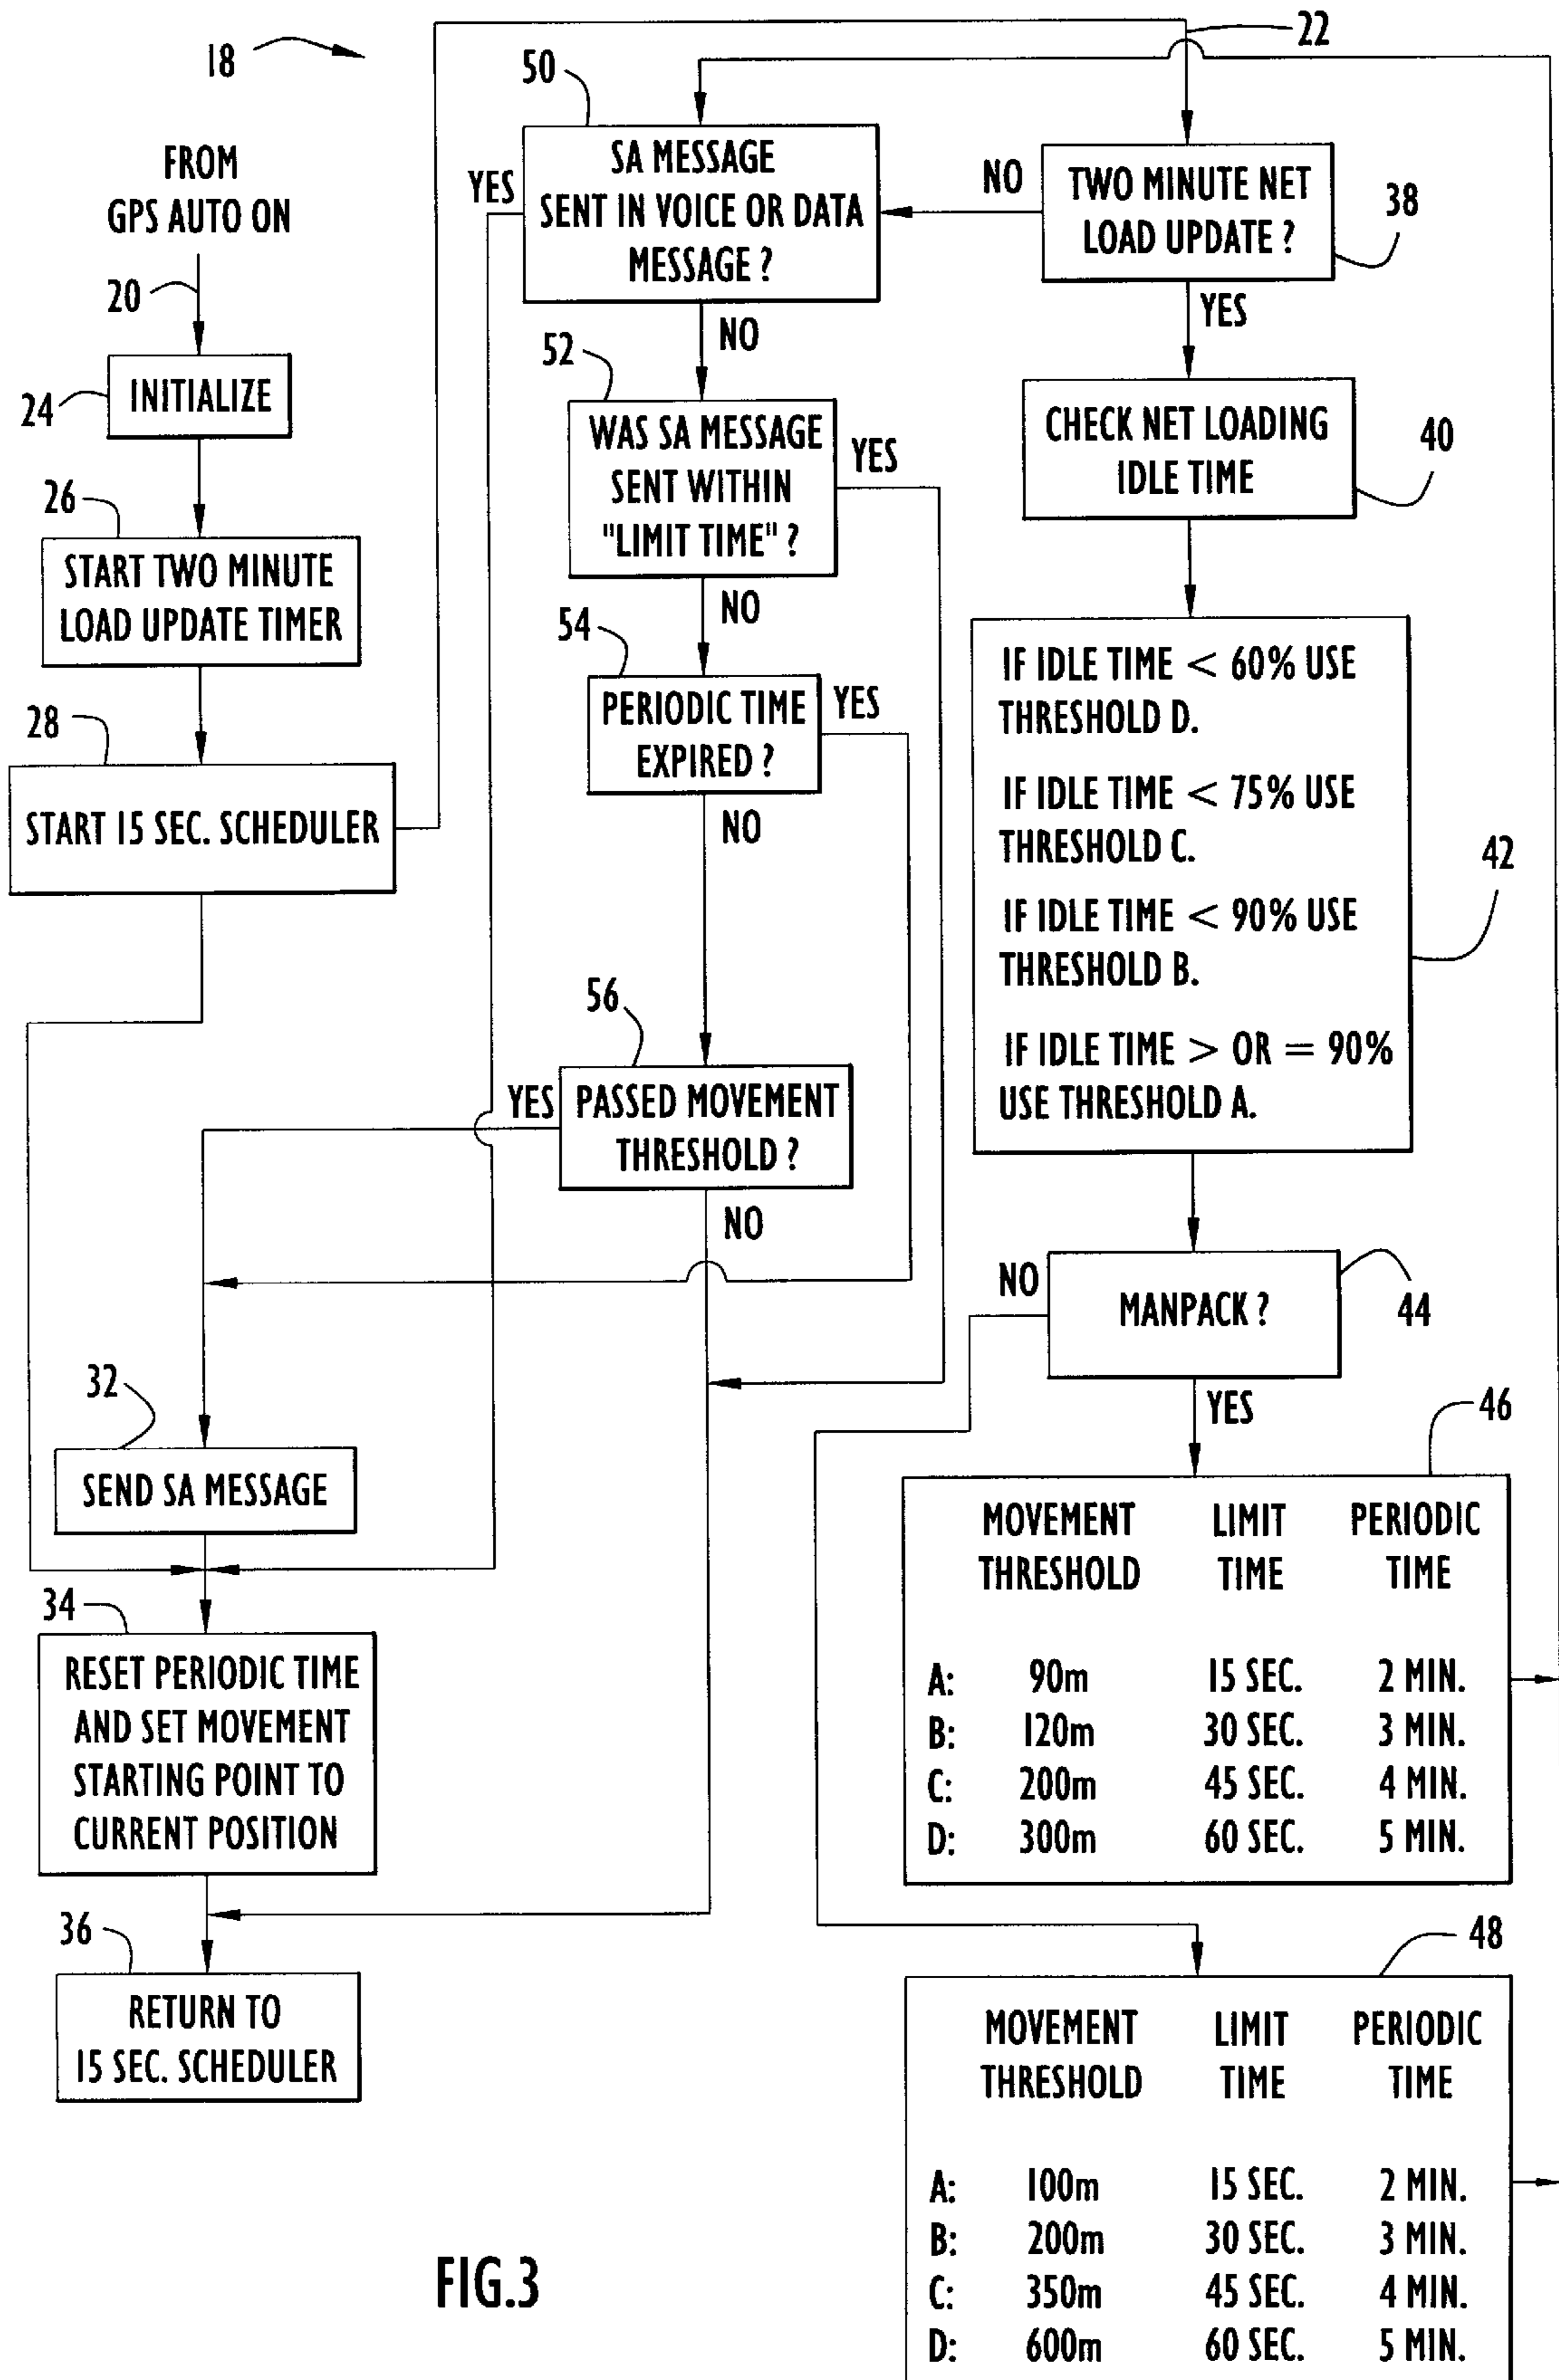 18
22
50
FROM
GPS AUTO ON
20
INITIALIZE
24
26
START TWO MINUTE
LOAD UPDATE TIMER
28
START 15 SEC. SCHEDULER
YES
SA MESSAGE
SENT IN VOICE OR DATA
MESSAGE ?
NO
NO
TWO MINUTE NET
LOAD UPDATE ?
38
YES
52
WAS SA MESSAGE
SENT WITHIN
"LIMIT TIME" ?
YES
NO
CHECK NET LOADING
IDLE TIME
40
54
PERIODIC TIME
EXPIRED ?
YES
NO
IF IDLE TIME < 60% USE
THRESHOLD D.
IF IDLE TIME < 75% USE
THRESHOLD C.
IF IDLE TIME < 90% USE
THRESHOLD B.
IF IDLE TIME > OR = 90%
USE THRESHOLD A.
42
56
YES
PASSED MOVEMENT
THRESHOLD ?
NO
NO
MANPACK ?
44
YES
32
SEND SA MESSAGE
34
RESET PERIODIC TIME
AND SET MOVEMENT
STARTING POINT TO
CURRENT POSITION
36
RETURN TO
15 SEC. SCHEDULER
46
MOVEMENT LIMIT PERIODIC
THRESHOLD TIME TIME
A: 90m 15 SEC. 2 MIN.
B: 120m 30 SEC. 3 MIN.
C: 200m 45 SEC. 4 MIN.
D: 300m 60 SEC. 5 MIN.
48
MOVEMENT LIMIT PERIODIC
THRESHOLD TIME TIME
A: 100m 15 SEC. 2 MIN.
B: 200m 30 SEC. 3 MIN.
C: 350m 45 SEC. 4 MIN.
D: 600m 60 SEC. 5 MIN.
FIG.3